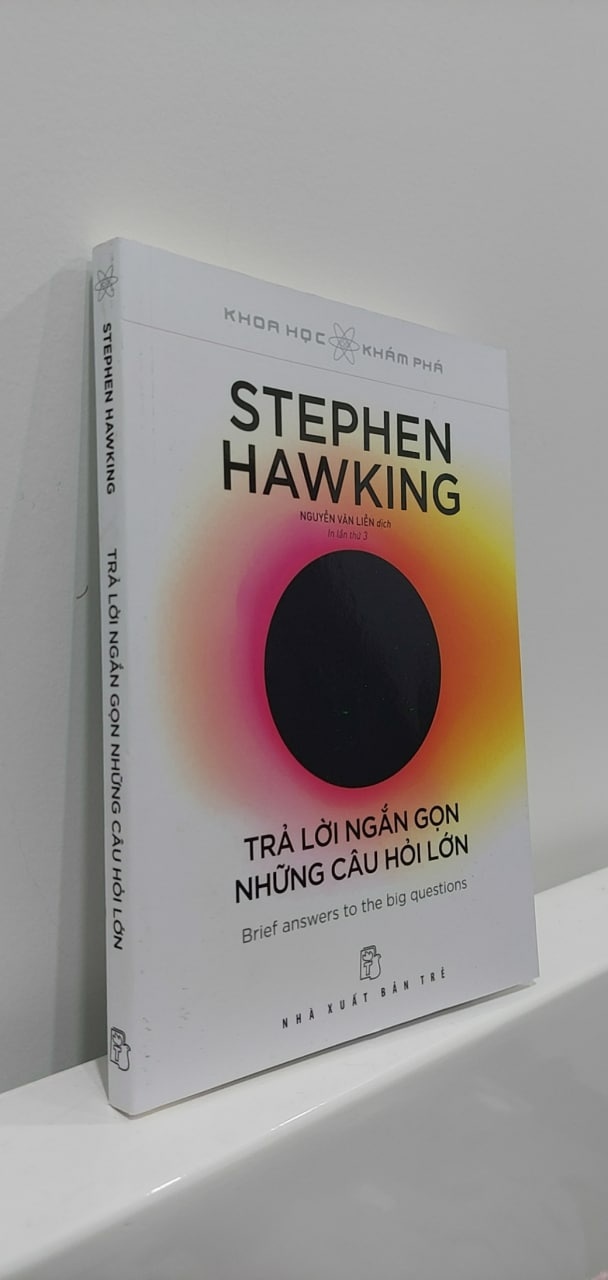 KHOA HỌC KHÁM PHÁ
STEPHEN
HAWKING
NGUYỄN VĂN LIỄN dịch
In lần thứ 3
TRẢ LỜI NGẮN GỌN
NHỮNG CÂU HỎI LỚN
Brief answers to the big questions
NHÀ XUẤT BẢN TRẺ
STEPHEN HAWKING TRẢ LỜI NGẮN GỌN NHỮNG CÂU HỎI LỚN